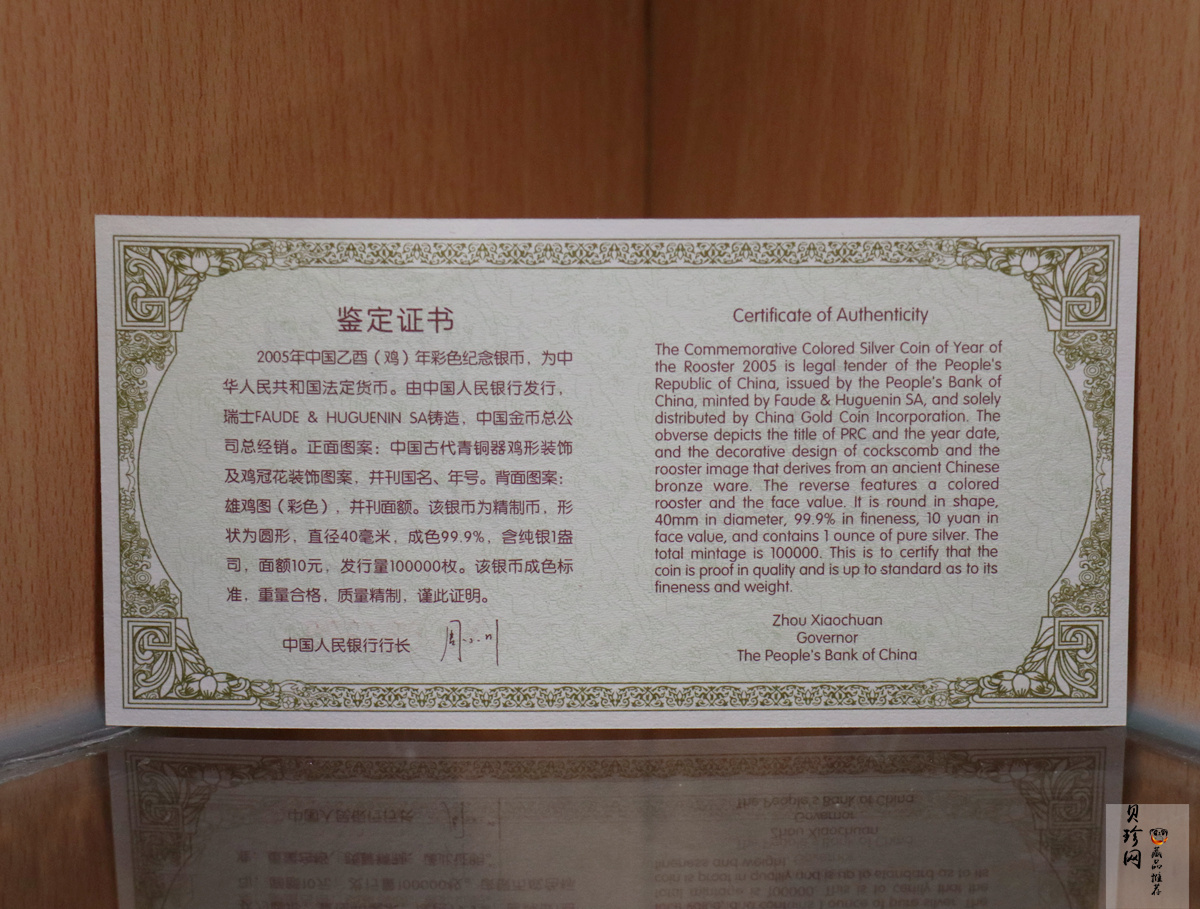 鉴定证书
2005年中国乙酉（鸡）年彩色纪念银币，为中
华人民共和国法定货币。由中国人民银行发行，
瑞士FAUDE & HUGUENIN SA铸造，中国金币总公
司总经销。正面图案：中国古代青铜器鸡形装饰
及鸡冠花装饰图案，并刊国名、年号。背面图案：
雄鸡图（彩色），并刊面额。该银币为精制币，形
状为圆形，直径40毫米，成色99.9%，含纯银1盎
司，面额10元，发行量100000枚。该银币成色标
准，重量合格，质量精制，谨此证明。
中国人民银行行长 周小川
Certificate of Authenticity
The Commemorative Colored Silver Coin of Year of
the Rooster 2005 is legal tender of the People's
Republic of China, issued by the People's Bank of
China, minted by Faude & Huguenin SA, and solely
distributed by China Gold Coin Incorporation. The
obverse depicts the title of PRC and the year date,
and the decorative design of cockscomb and the
rooster image that derives from an ancient Chinese
bronze ware. The reverse features a colored
rooster and the face value. It is round in shape,
40mm in diameter, 99.9% in fineness, 10 yuan in
face value, and contains 1 ounce of pure silver. The
total mintage is 100000. This is to certify that the
coin is proof in quality and is up to standard as to its
fineness and weight.
Zhou Xiaochuan
Governor
The People's Bank of China
贝珍网
藏品推荐